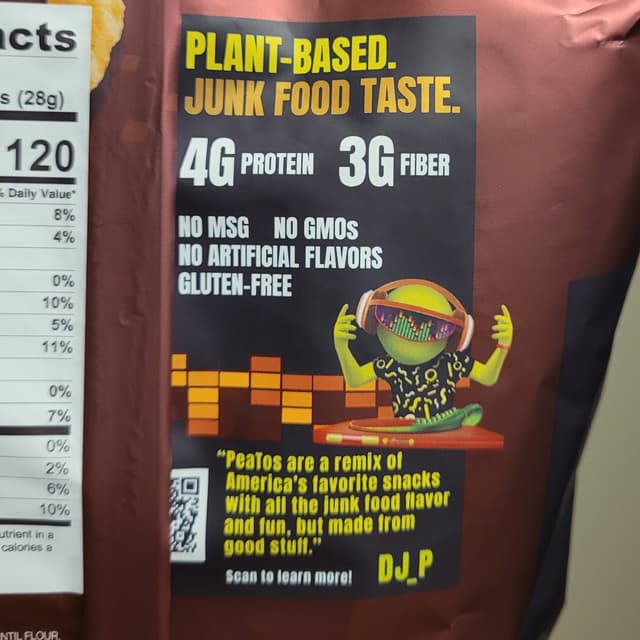 acts
s (28g)
120
% Daily Value*
8%
4%
0%
10%
5%
11%
0%
7%
0%
2%
6%
10%
utrient in a
calories a
NTIL FLOUR,
PLANT-BASED.
JUNK FOOD TASTE.
4G PROTEIN 3G FIBER
NO MSG NO GMOs
NO ARTIFICIAL FLAVORS
GLUTEN-FREE
"PeaTos are a remix of
America's favorite snacks
with all the junk food flavor
and fun, but made from
good stuff."
Scan to learn more! DJ_P